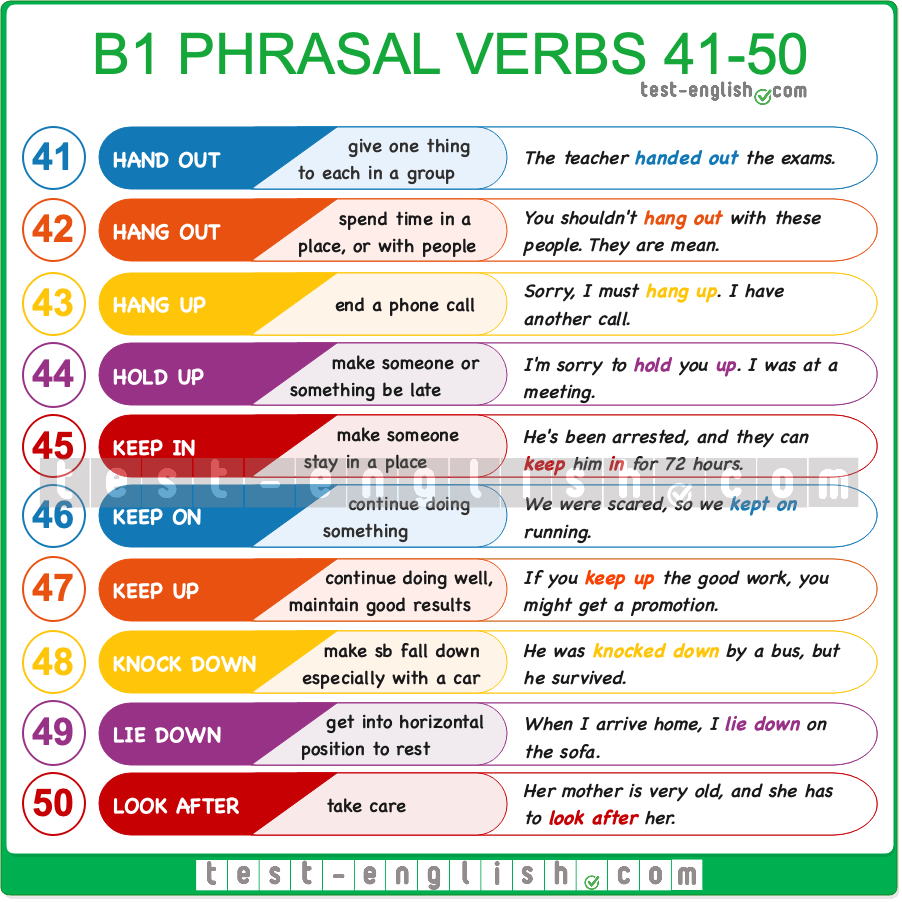 B1 PHRASAL VERBS 41-50
test-english.com
41
HAND OUT
give one thing
to each in a group
The teacher handed out the exams.
42
HANG OUT
spend time in a
place, or with people
You shouldn't hang out with these
people. They are mean.
43
HANG UP
end a phone call
Sorry, I must hang up. I have
another call.
44
HOLD UP
make someone or
something be late
I'm sorry to hold you up. I was at a
meeting.
45
KEEP IN
make someone
stay in a place
He's been arrested, and they can
keep him in for 72 hours.
test-english.com
46
KEEP ON
continue doing
something
We were scared, so we kept on
running.
47
KEEP UP
continue doing well,
maintain good results
If you keep up the good work, you
might get a promotion.
48
KNOCK DOWN
make sb fall down
especially with a car
He was knocked down by a bus, but
he survived.
49
LIE DOWN
get into horizontal
position to rest
When I arrive home, I lie down on
the sofa.
50
LOOK AFTER
take care
Her mother is very old, and she has
to look after her.
test-english.com